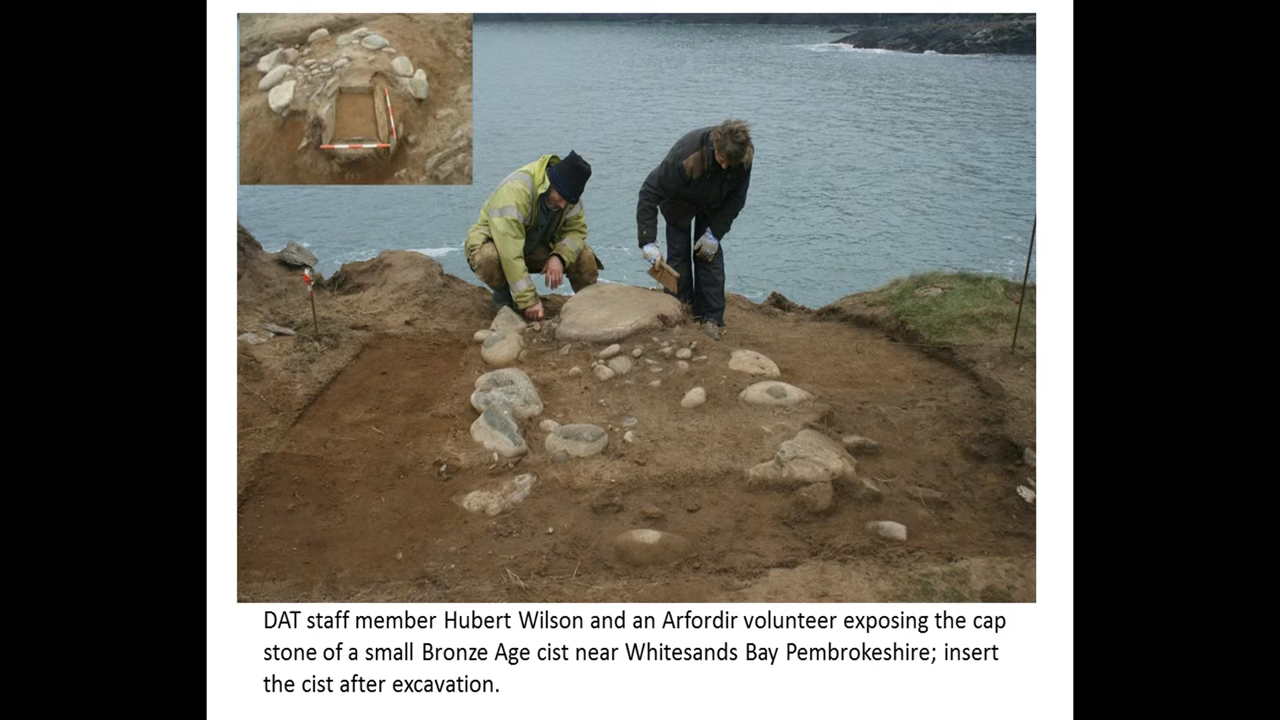 DAT staff member Hubert Wilson and an Arfordir volunteer exposing the cap
stone of a small Bronze Age cist near Whitesands Bay Pembrokeshire; insert
the cist after excavation.